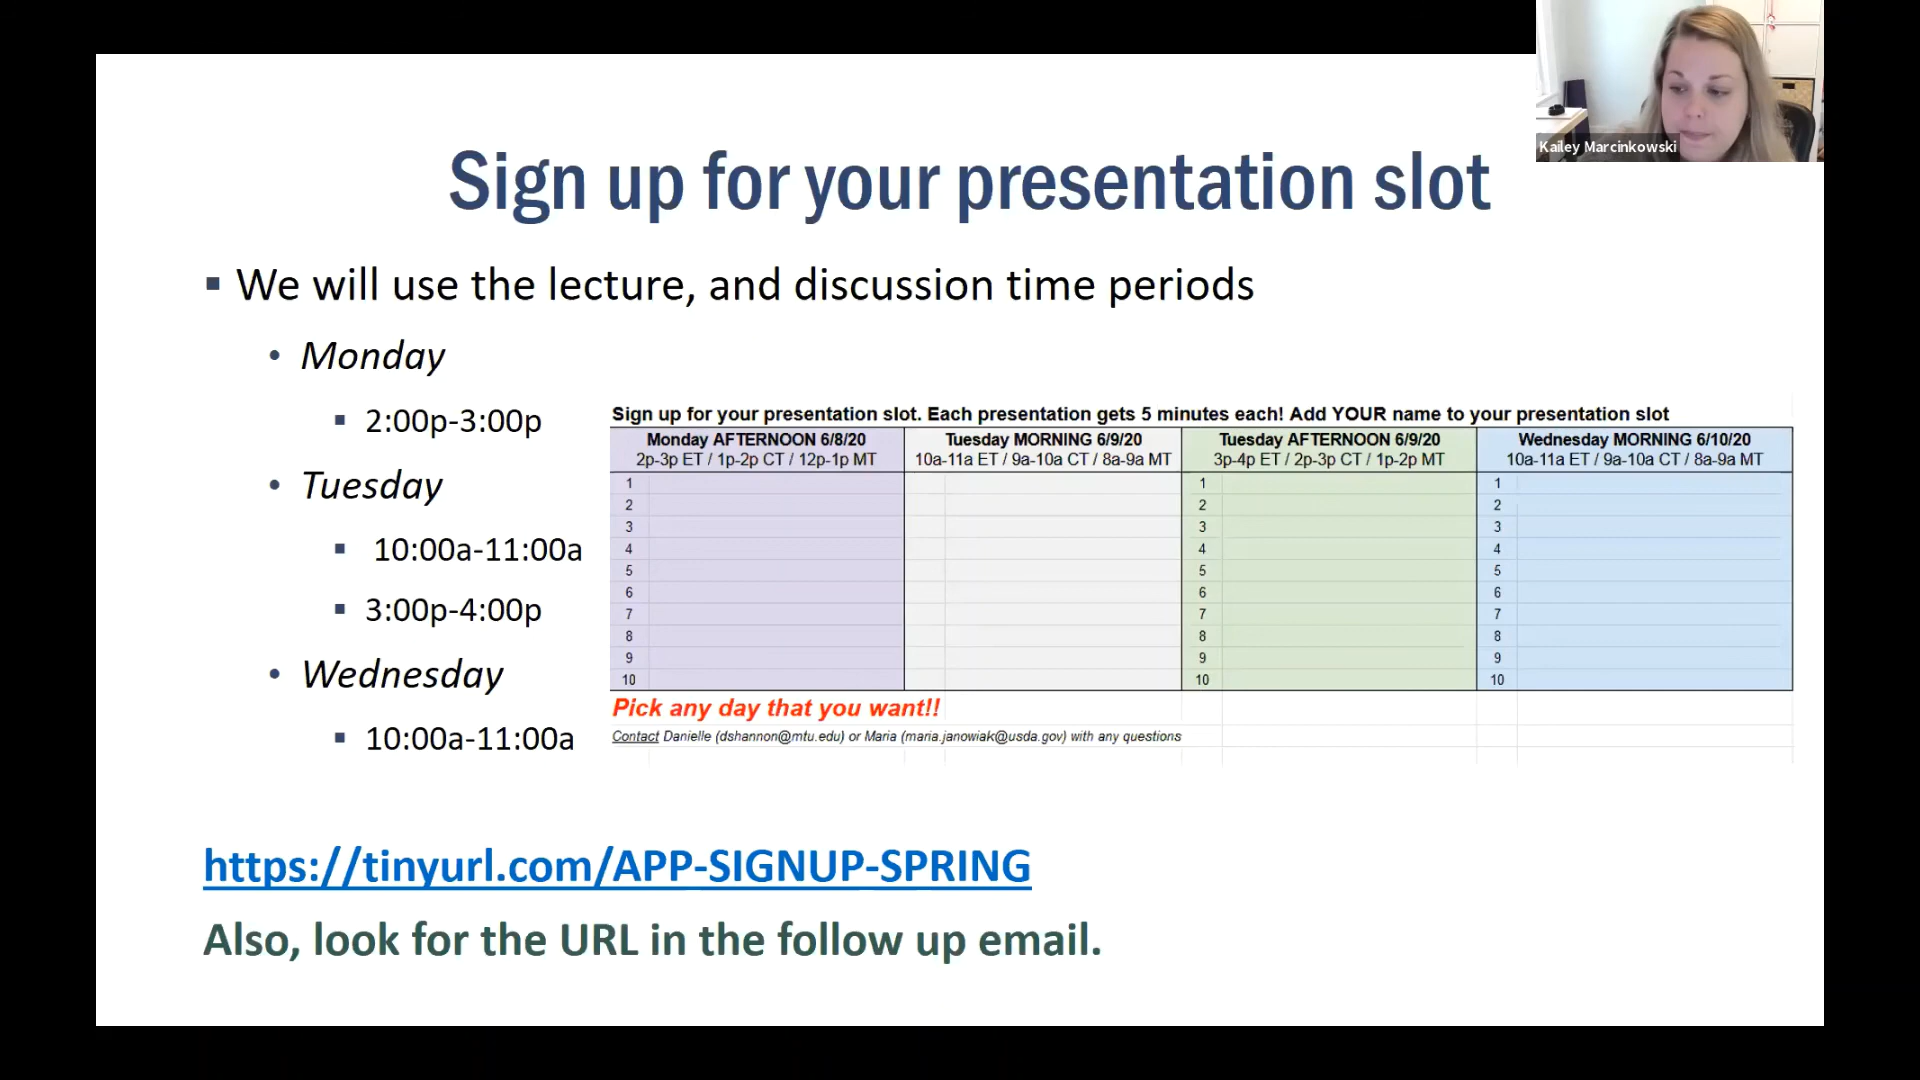 Kailey Marcinkowski
Sign up for your presentation slot
▪ We will use the lecture, and discussion time periods
• Monday
▪ 2:00p-3:00p
• Tuesday
▪ 10:00a-11:00a
▪ 3:00p-4:00p
• Wednesday
▪ 10:00a-11:00a
Sign up for your presentation slot. Each presentation gets 5 minutes each! Add YOUR name to your presentation slot
Monday AFTERNOON 6/8/20 Tuesday MORNING 6/9/20 Tuesday AFTERNOON 6/9/20 Wednesday MORNING 6/10/20
2p-3p ET / 1p-2p CT / 12p-1p MT 10a-11a ET / 9a-10a CT / 8a-9a MT 3p-4p ET / 2p-3p CT / 1p-2p MT 10a-11a ET / 9a-10a CT / 8a-9a MT
1 1 1
2 2 2
3 3 3
4 4 4
5 5 5
6 6 6
7 7 7
8 8 8
9 9 9
10 10 10
Pick any day that you want!!
Contact Danielle (dshannon@mtu.edu) or Maria (maria.janowiak@usda.gov) with any questions
https://tinyurl.com/APP-SIGNUP-SPRING
Also, look for the URL in the follow up email.